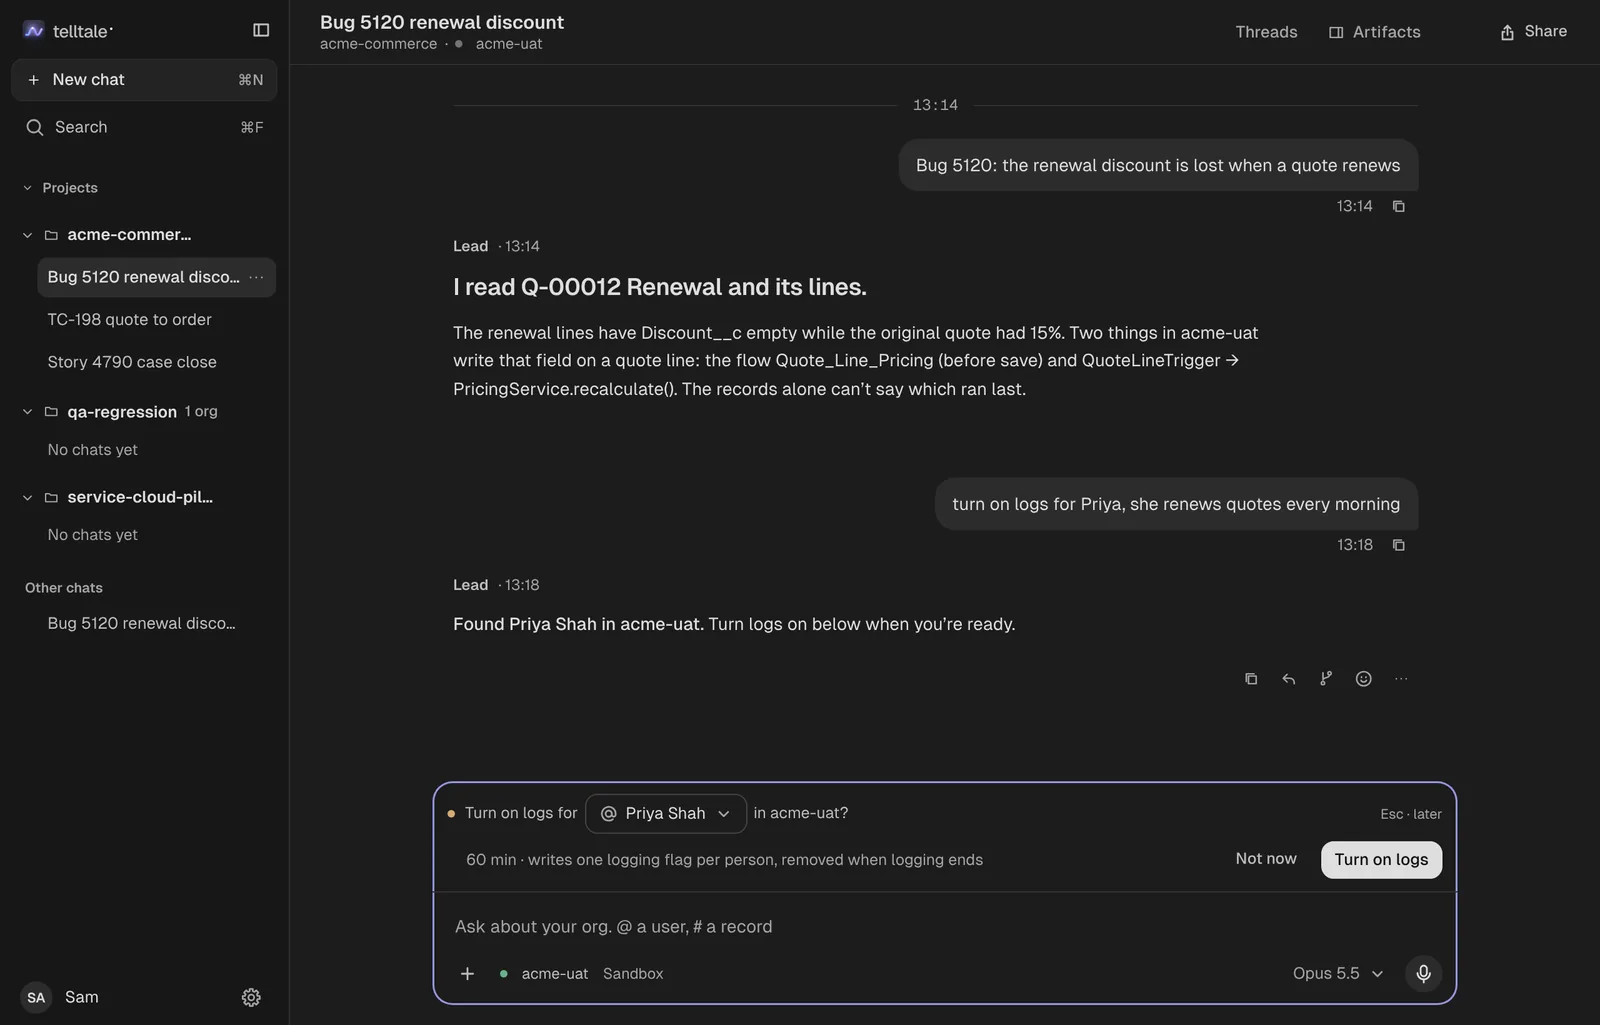 telltale
New chat ⌘N
Search ⌘F
Projects
acme-commer...
Bug 5120 renewal disco... ...
TC-198 quote to order
Story 4790 case close
qa-regression 1 org
No chats yet
service-cloud-pil...
No chats yet
Other chats
Bug 5120 renewal disco...
SA Sam
Bug 5120 renewal discount
acme-commerce · acme-uat
Threads Artifacts Share
13:14
Bug 5120: the renewal discount is lost when a quote renews
13:14
Lead · 13:14
I read Q-00012 Renewal and its lines.
The renewal lines have Discount__c empty while the original quote had 15%. Two things in acme-uat
write that field on a quote line: the flow Quote_Line_Pricing (before save) and QuoteLineTrigger →
PricingService.recalculate(). The records alone can’t say which ran last.
turn on logs for Priya, she renews quotes every morning
13:18
Lead · 13:18
Found Priya Shah in acme-uat. Turn logs on below when you’re ready.
Turn on logs for @ Priya Shah in acme-uat? Esc · later
60 min · writes one logging flag per person, removed when logging ends Not now Turn on logs
Ask about your org. @ a user, # a record
+ acme-uat Sandbox Opus 5.5